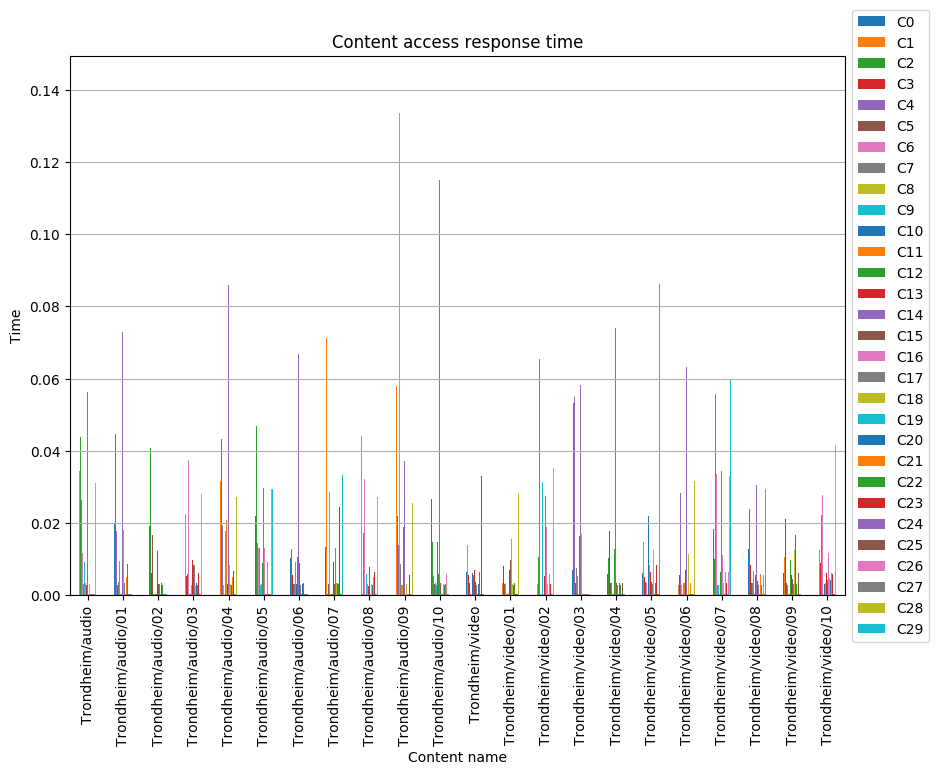 Content access response time
Time
0.14
0.12
0.10
0.08
0.06
0.04
0.02
0.00
Trondheim/audio
Trondheim/audio/01
Trondheim/audio/02
Trondheim/audio/03
Trondheim/audio/04
Trondheim/audio/05
Trondheim/audio/06
Trondheim/audio/07
Trondheim/audio/08
Trondheim/audio/09
Trondheim/audio/10
Trondheim/video
Trondheim/video/01
Trondheim/video/02
Trondheim/video/03
Trondheim/video/04
Trondheim/video/05
Trondheim/video/06
Trondheim/video/07
Trondheim/video/08
Trondheim/video/09
Trondheim/video/10
Content name
C0
C1
C2
C3
C4
C5
C6
C7
C8
C9
C10
C11
C12
C13
C14
C15
C16
C17
C18
C19
C20
C21
C22
C23
C24
C25
C26
C27
C28
C29